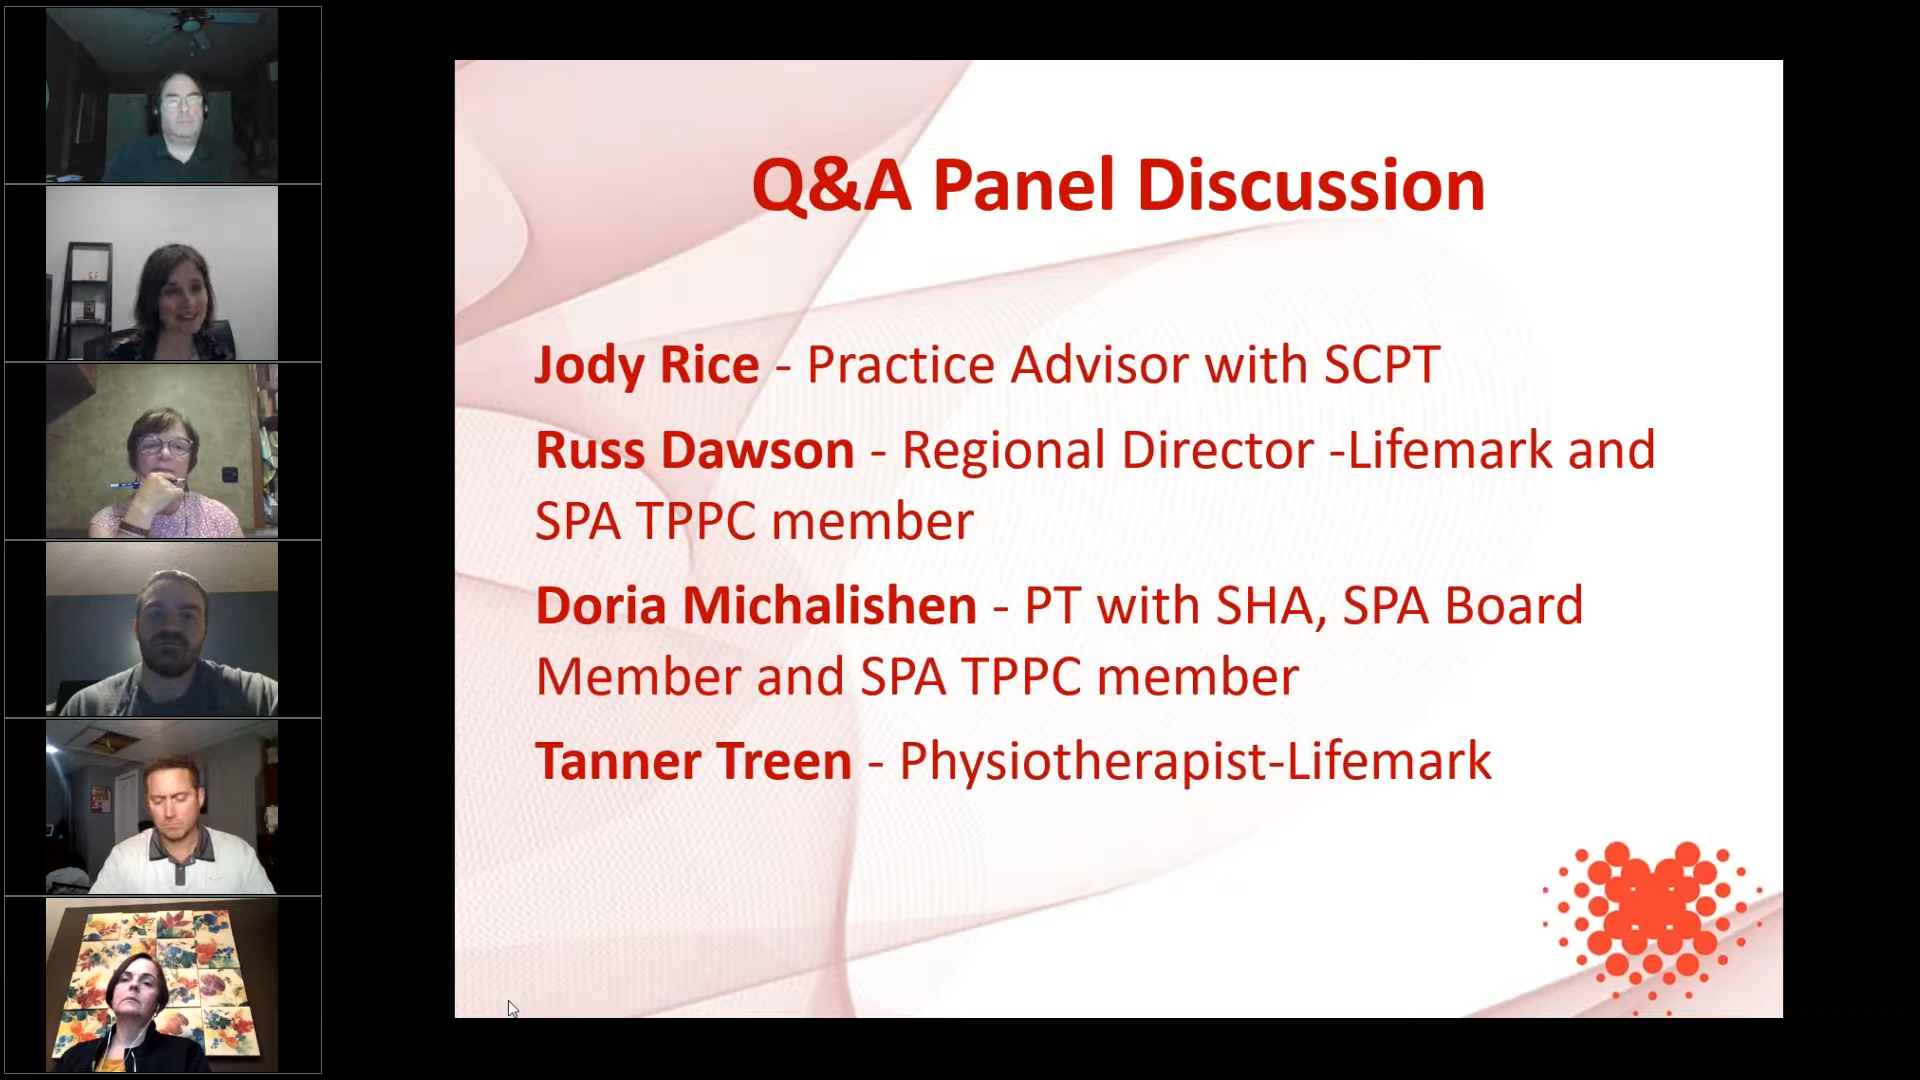 Q&A Panel Discussion
Jody Rice - Practice Advisor with SCPT
Russ Dawson - Regional Director -Lifemark and
SPA TPPC member
Doria Michalishen - PT with SHA, SPA Board
Member and SPA TPPC member
Tanner Treen - Physiotherapist-Lifemark